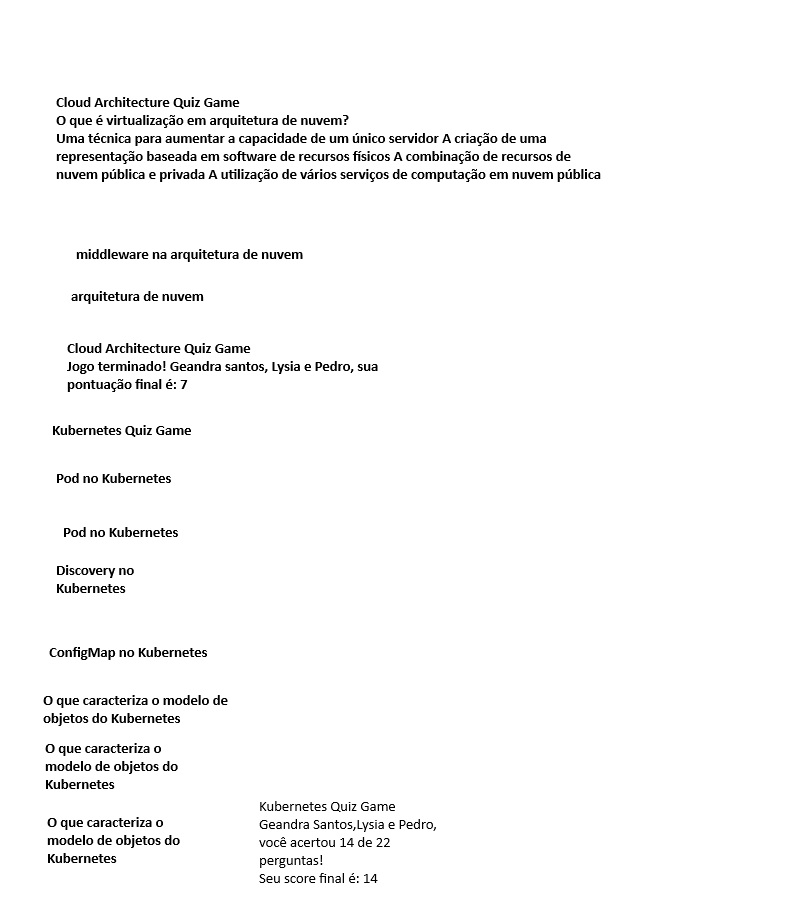 Cloud Architecture Quiz Game
O que é virtualização em arquitetura de nuvem?
Uma técnica para aumentar a capacidade de um único servidor A criação de uma
representação baseada em software de recursos físicos A combinação de recursos de
nuvem pública e privada A utilização de vários serviços de computação em nuvem pública
middleware na arquitetura de nuvem
arquitetura de nuvem
Cloud Architecture Quiz Game
Jogo terminado! Geandra santos, Lysia e Pedro, sua
pontuação final é: 7
Kubernetes Quiz Game
Pod no Kubernetes
Pod no Kubernetes
Discovery no
Kubernetes
ConfigMap no Kubernetes
O que caracteriza o modelo de
objetos do Kubernetes
O que caracteriza o
modelo de objetos do
Kubernetes
O que caracteriza o
modelo de objetos do
Kubernetes
Kubernetes Quiz Game
Geandra Santos,Lysia e Pedro,
você acertou 14 de 22
perguntas!
Seu score final é: 14